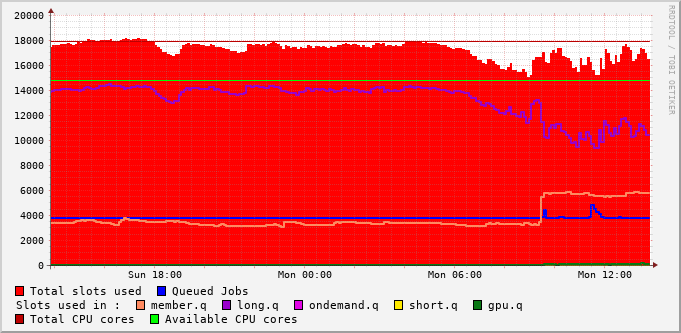 RRDTOOL / TOBI OETIKER
20000
18000
16000
14000
12000
10000
8000
6000
4000
2000
0
Sun 18:00 Mon 00:00 Mon 06:00 Mon 12:00
Total slots used Queued Jobs
Slots used in : member.q long.q ondemand.q short.q gpu.q
Total CPU cores Available CPU cores